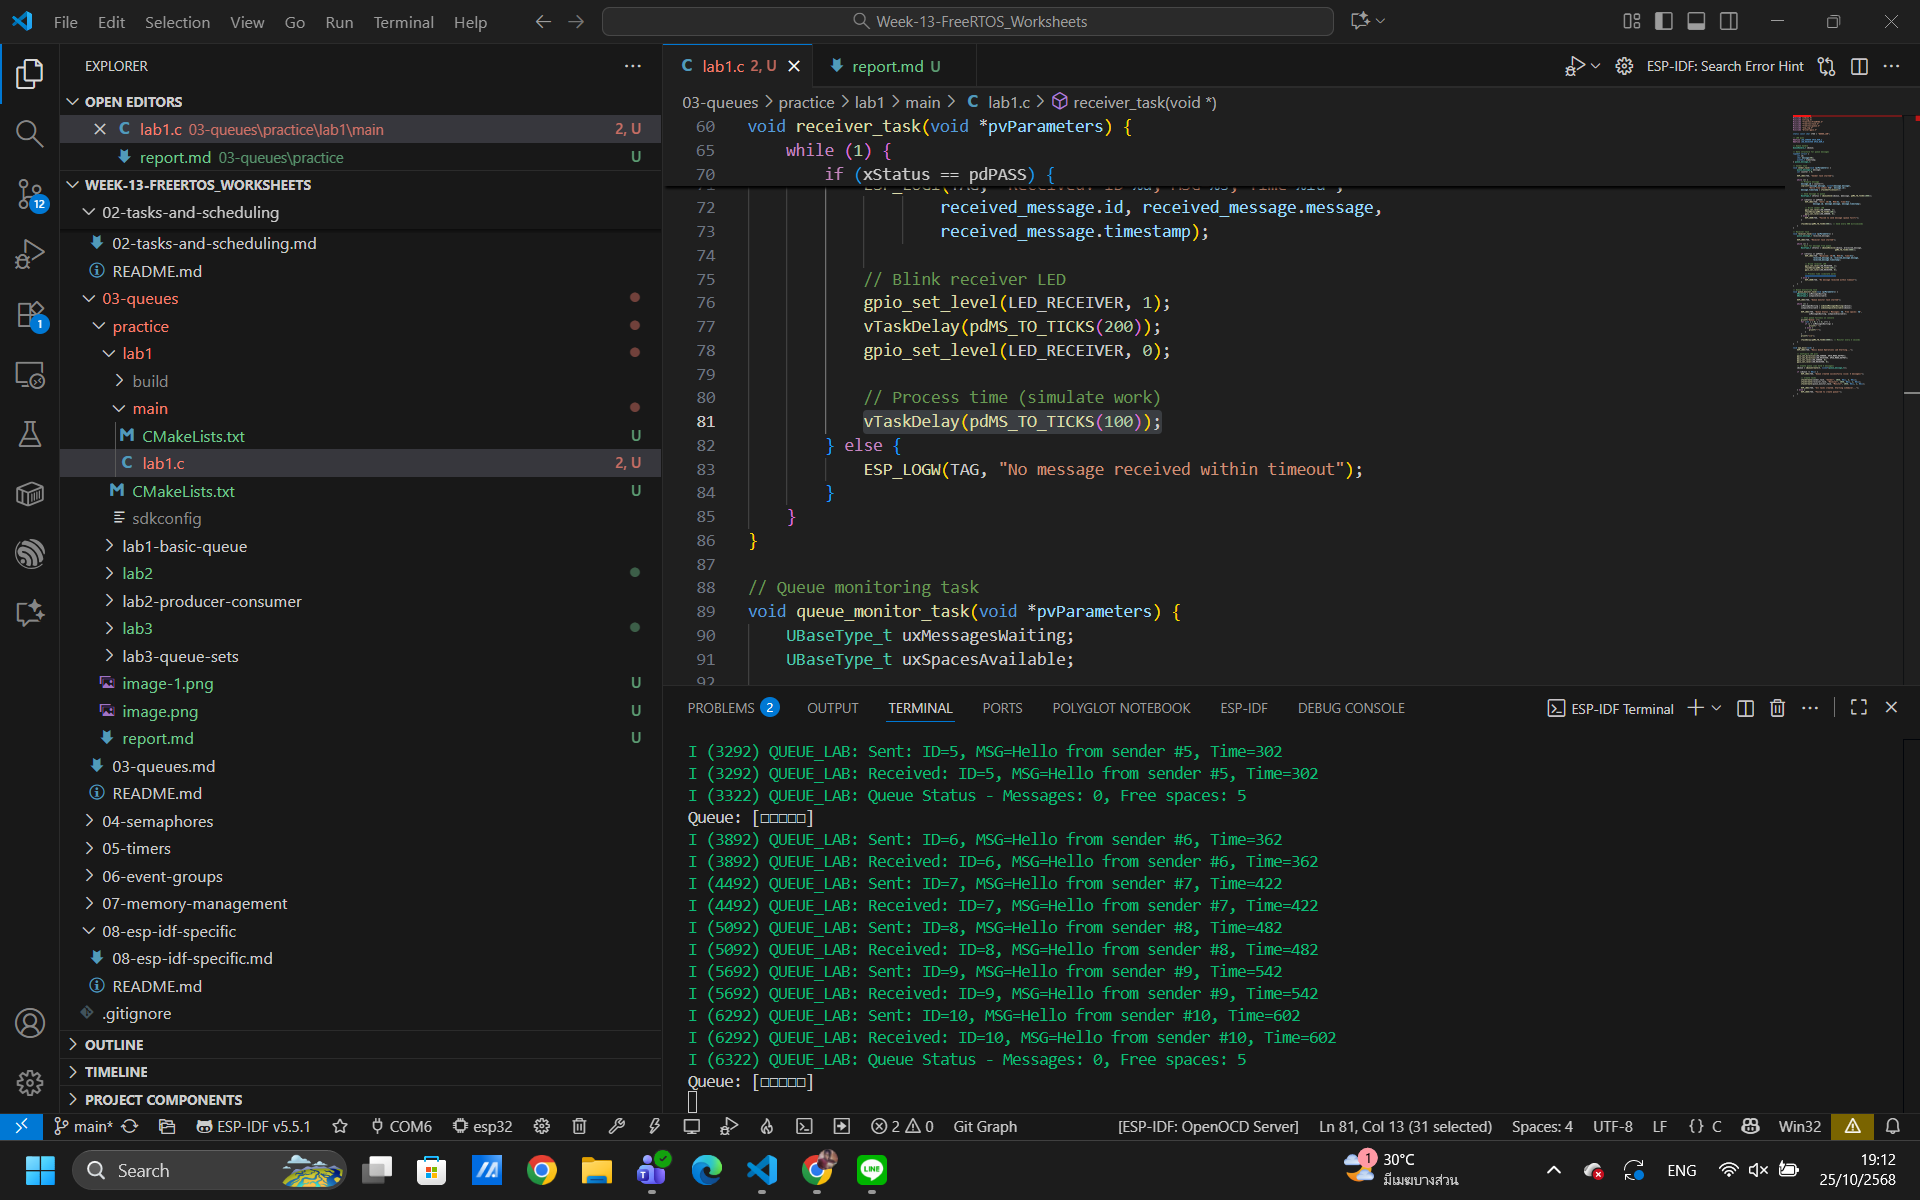 File Edit Selection View Go Run Terminal Help
Week-13-FreeRTOS_Worksheets
EXPLORER
OPEN EDITORS
lab1.c 03-queues\practice\lab1\main 2, U
report.md 03-queues\practice U
WEEK-13-FREERTOS_WORKSHEETS
02-tasks-and-scheduling
02-tasks-and-scheduling.md
README.md
03-queues
practice
lab1
build
main
CMakeLists.txt U
lab1.c 2, U
CMakeLists.txt U
sdkconfig
lab1-basic-queue
lab2
lab2-producer-consumer
lab3
lab3-queue-sets
image-1.png U
image.png U
report.md U
03-queues.md
README.md
04-semaphores
05-timers
06-event-groups
07-memory-management
08-esp-idf-specific
08-esp-idf-specific.md
README.md
.gitignore
OUTLINE
TIMELINE
PROJECT COMPONENTS
12
1
lab1.c 2, U
report.md U
ESP-IDF: Search Error Hint
03-queues > practice > lab1 > main > C lab1.c > receiver_task(void *)
60 void receiver_task(void *pvParameters) {
65 while (1) {
70 if (xStatus == pdPASS) {
72 received_message.id, received_message.message,
73 received_message.timestamp);
74
75 // Blink receiver LED
76 gpio_set_level(LED_RECEIVER, 1);
77 vTaskDelay(pdMS_TO_TICKS(200));
78 gpio_set_level(LED_RECEIVER, 0);
79
80 // Process time (simulate work)
81 vTaskDelay(pdMS_TO_TICKS(100));
82 } else {
83 ESP_LOGW(TAG, "No message received within timeout");
84 }
85 }
86 }
87
88 // Queue monitoring task
89 void queue_monitor_task(void *pvParameters) {
90 UBaseType_t uxMessagesWaiting;
91 UBaseType_t uxSpacesAvailable;
92
PROBLEMS 2 OUTPUT TERMINAL PORTS POLYGLOT NOTEBOOK ESP-IDF DEBUG CONSOLE
ESP-IDF Terminal
I (3292) QUEUE_LAB: Sent: ID=5, MSG=Hello from sender #5, Time=302
I (3292) QUEUE_LAB: Received: ID=5, MSG=Hello from sender #5, Time=302
I (3322) QUEUE_LAB: Queue Status - Messages: 0, Free spaces: 5
Queue: [□□□□□]
I (3892) QUEUE_LAB: Sent: ID=6, MSG=Hello from sender #6, Time=362
I (3892) QUEUE_LAB: Received: ID=6, MSG=Hello from sender #6, Time=362
I (4492) QUEUE_LAB: Sent: ID=7, MSG=Hello from sender #7, Time=422
I (4492) QUEUE_LAB: Received: ID=7, MSG=Hello from sender #7, Time=422
I (5092) QUEUE_LAB: Sent: ID=8, MSG=Hello from sender #8, Time=482
I (5092) QUEUE_LAB: Received: ID=8, MSG=Hello from sender #8, Time=482
I (5692) QUEUE_LAB: Sent: ID=9, MSG=Hello from sender #9, Time=542
I (5692) QUEUE_LAB: Received: ID=9, MSG=Hello from sender #9, Time=542
I (6292) QUEUE_LAB: Sent: ID=10, MSG=Hello from sender #10, Time=602
I (6292) QUEUE_LAB: Received: ID=10, MSG=Hello from sender #10, Time=602
I (6322) QUEUE_LAB: Queue Status - Messages: 0, Free spaces: 5
Queue: [□□□□□]
main* ESP-IDF v5.5.1 COM6 esp32 2 0 Git Graph [ESP-IDF: OpenOCD Server] Ln 81, Col 13 (31 selected) Spaces: 4 UTF-8 LF {} C Win32
Search
LINE
1
30°C
มีเมฆบางส่วน
ENG
19:12
25/10/2568